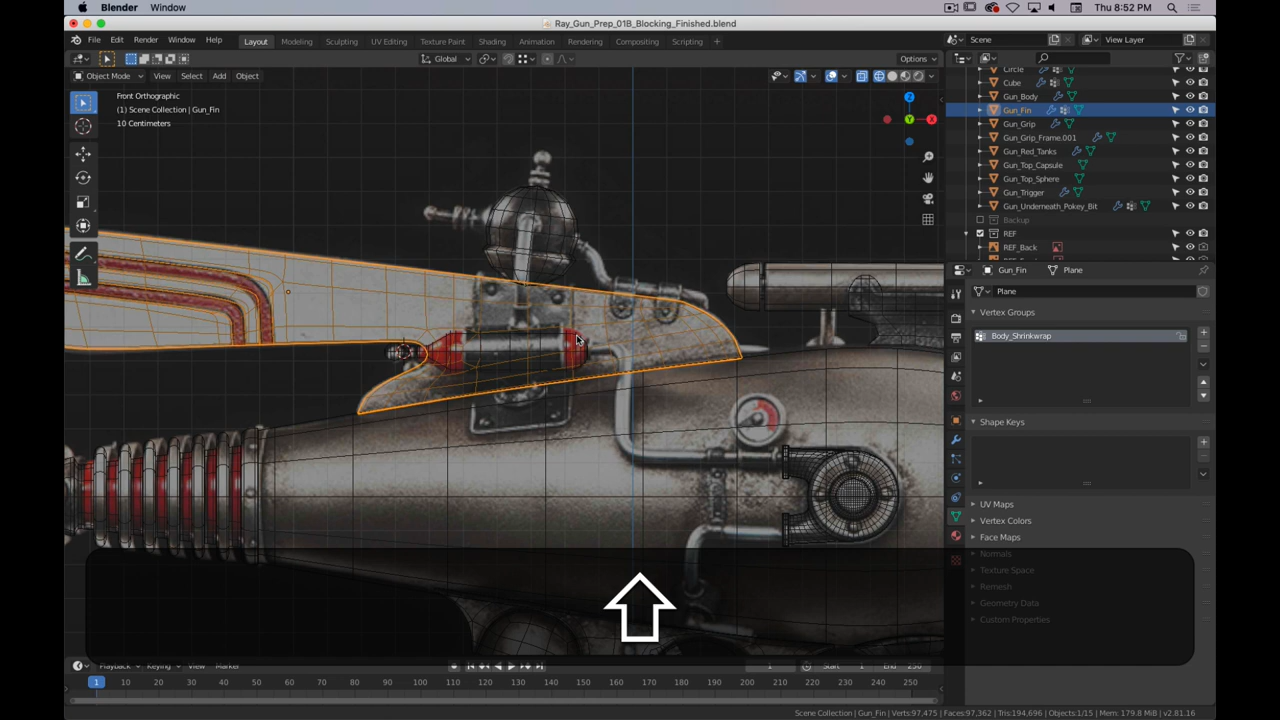 Blender Window Thu 8:52 PM
Ray_Gun_Prep_01B_Blocking_Finished.blend
File Edit Render Window Help Layout Modeling Sculpting UV Editing Texture Paint Shading Animation Rendering Compositing Scripting + Scene View Layer
Global Options
Object Mode View Select Add Object
Front Orthographic
(1) Scene Collection | Gun_Fin
10 Centimeters
Z
Y
X
Circle
Cube
Gun_Body
Gun_Fin
Gun_Grip
Gun_Grip_Frame.001
Gun_Red_Tanks
Gun_Top_Capsule
Gun_Top_Sphere
Gun_Trigger
Gun_Underneath_Pokey_Bit
Backup
REF
REF_Back
Gun_Fin Plane
Plane
Vertex Groups
Body_Shrinkwrap
Shape Keys
UV Maps
Vertex Colors
Face Maps
Normals
Texture Space
Remesh
Geometry Data
Custom Properties
Playback Keying View Marker 1 Start 1 End 250
1 10 20 30 40 50 60 70 80 90 100 110 120 130 140 150 160 170 180 190 200 210 220 230 240 250
Scene Collection | Gun_Fin | Verts:97,475 | Faces:97,362 | Tris:194,696 | Objects:1/15 | Mem: 179.8 MiB | v2.81.16